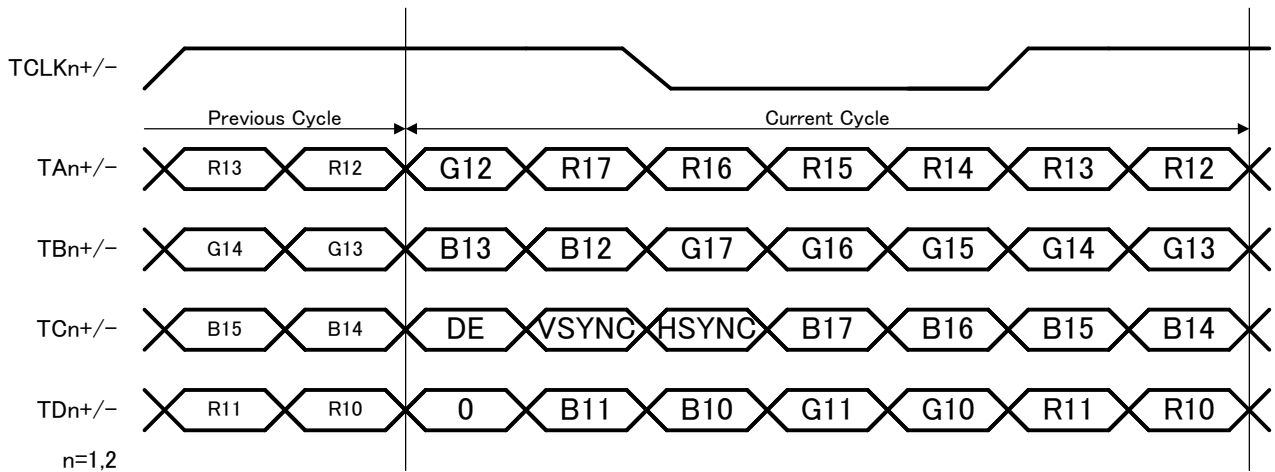 TCLKn+/-
Previous Cycle Current Cycle
TAn+/- R13 R12 G12 R17 R16 R15 R14 R13 R12
TBn+/- G14 G13 B13 B12 G17 G16 G15 G14 G13
TCn+/- B15 B14 DE VSYNC HSYNC B17 B16 B15 B14
TDn+/- R11 R10 0 B11 B10 G11 G10 R11 R10
n=1,2